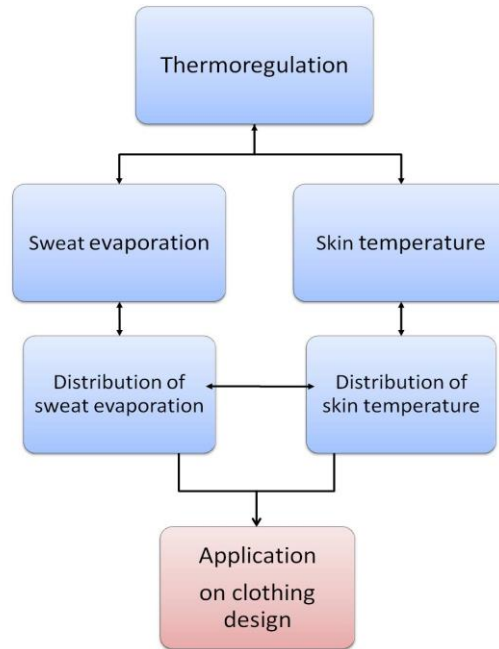 Thermoregulation
Sweat evaporation
Skin temperature
Distribution of
sweat evaporation
Distribution of
skin temperature
Application
on clothing
design